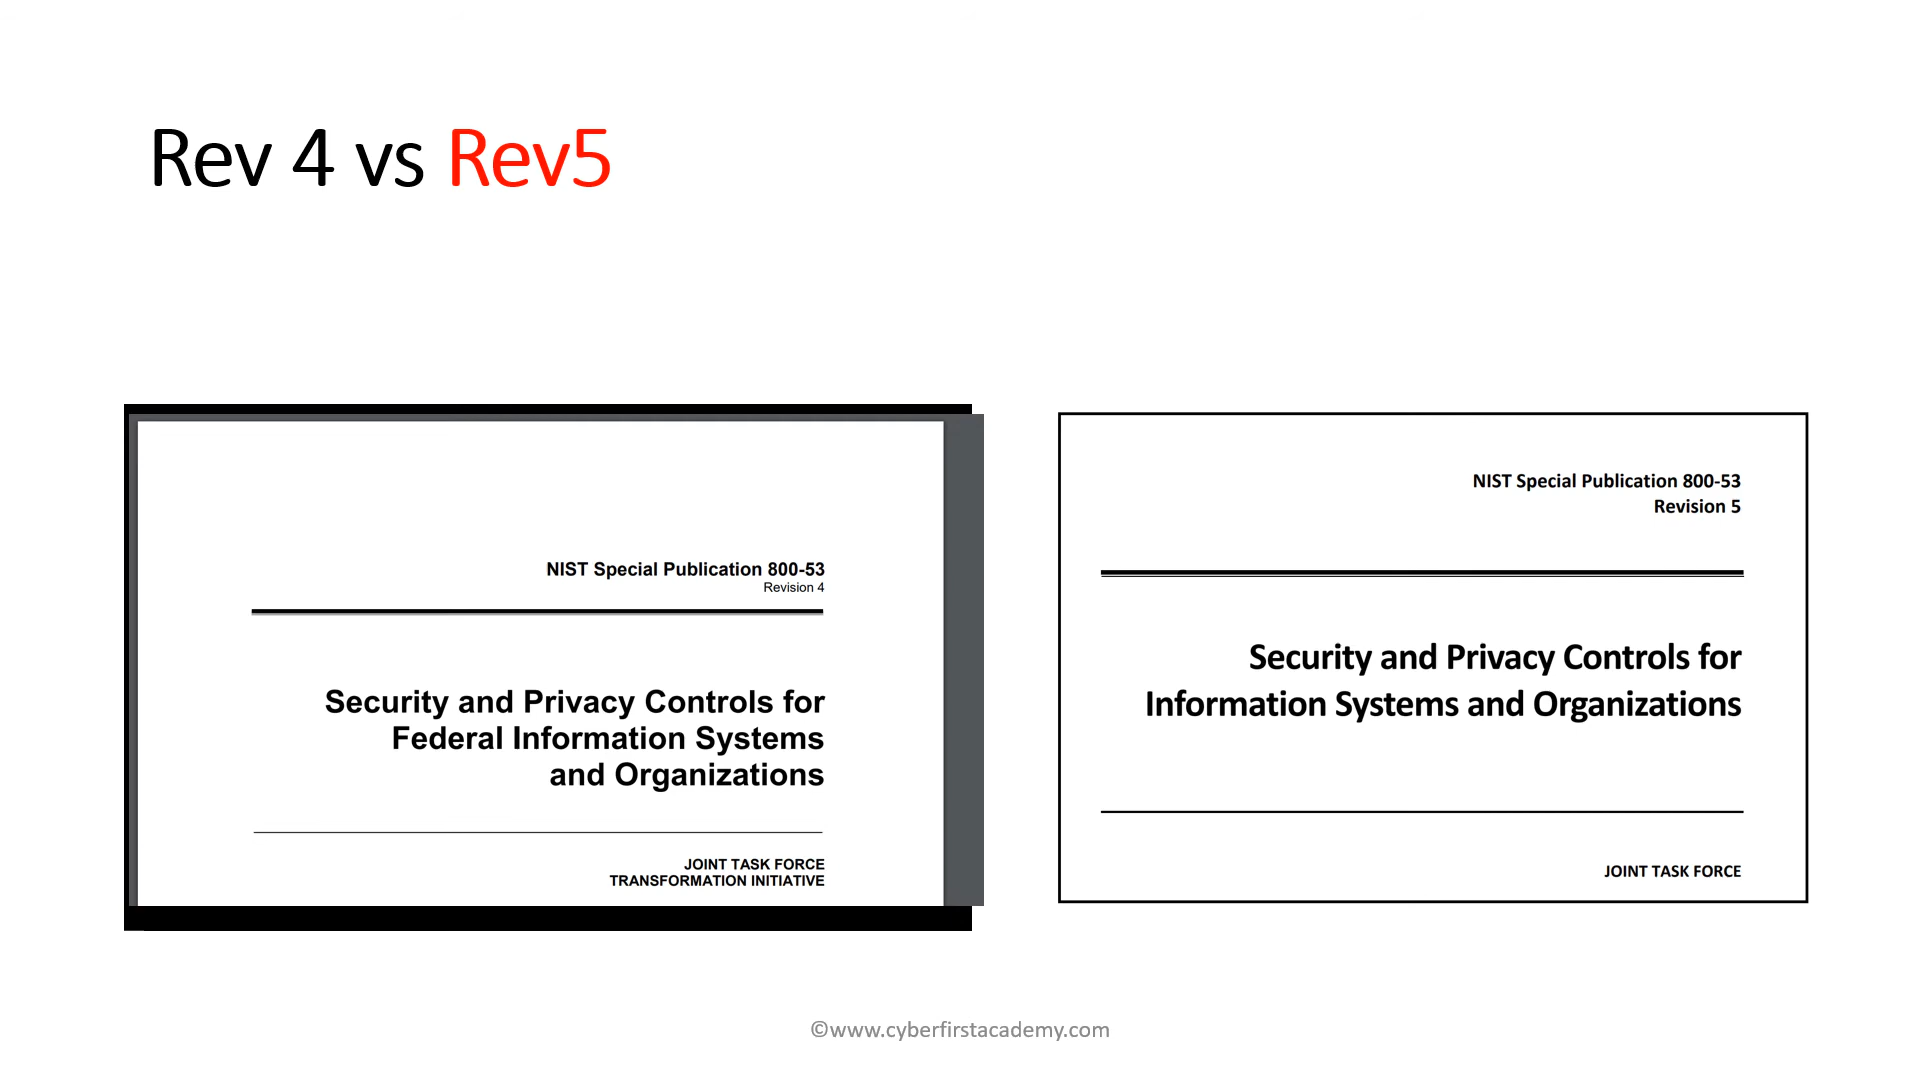 Rev 4 vs Rev5
NIST Special Publication 800-53
Revision 4
Security and Privacy Controls for
Federal Information Systems
and Organizations
JOINT TASK FORCE
TRANSFORMATION INITIATIVE
NIST Special Publication 800-53
Revision 5
Security and Privacy Controls for
Information Systems and Organizations
JOINT TASK FORCE
©www.cyberfirstacademy.com